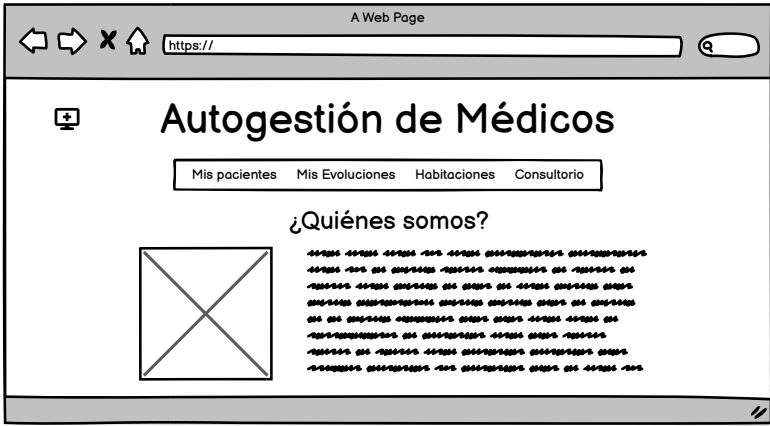 A Web Page
https://
Autogestión de Médicos
Mis pacientes Mis Evoluciones Habitaciones Consultorio
¿Quiénes somos?